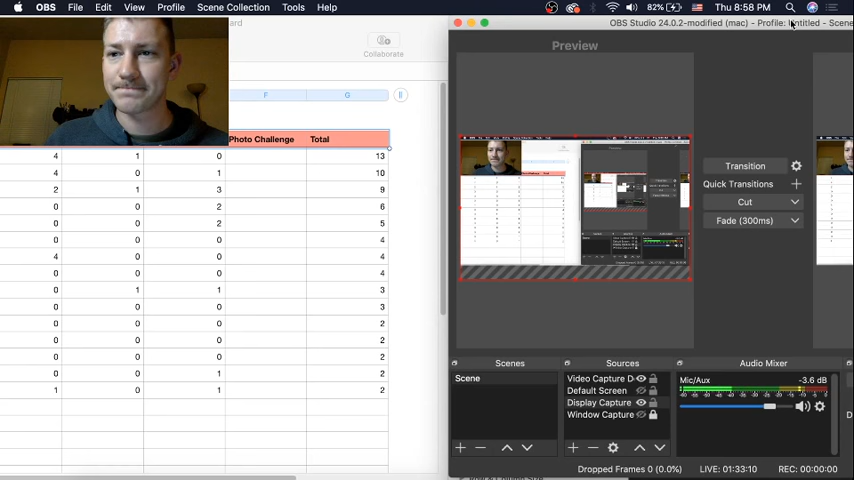 OBS File Edit View Profile Scene Collection Tools Help 82% Thu 8:58 PM
OBS Studio 24.0.2-modified (mac) - Profile: Untitled - Scene
Collaborate
Preview
F G
Photo Challenge Total
4 1 0 13
4 0 1 10
2 1 3 9
0 0 2 6
0 0 2 5
0 0 0 4
4 0 0 4
0 0 0 4
0 1 1 3
0 0 0 3
0 0 0 2
0 0 0 2
0 0 0 2
0 0 1 2
1 0 1 2
Transition
Quick Transitions
Cut
Fade (300ms)
Scenes
Scene
Sources
Video Capture D
Default Screen
Display Capture
Window Capture
Audio Mixer
Mic/Aux -3.6 dB
Dropped Frames 0 (0.0%) LIVE: 01:33:10 REC: 00:00:00